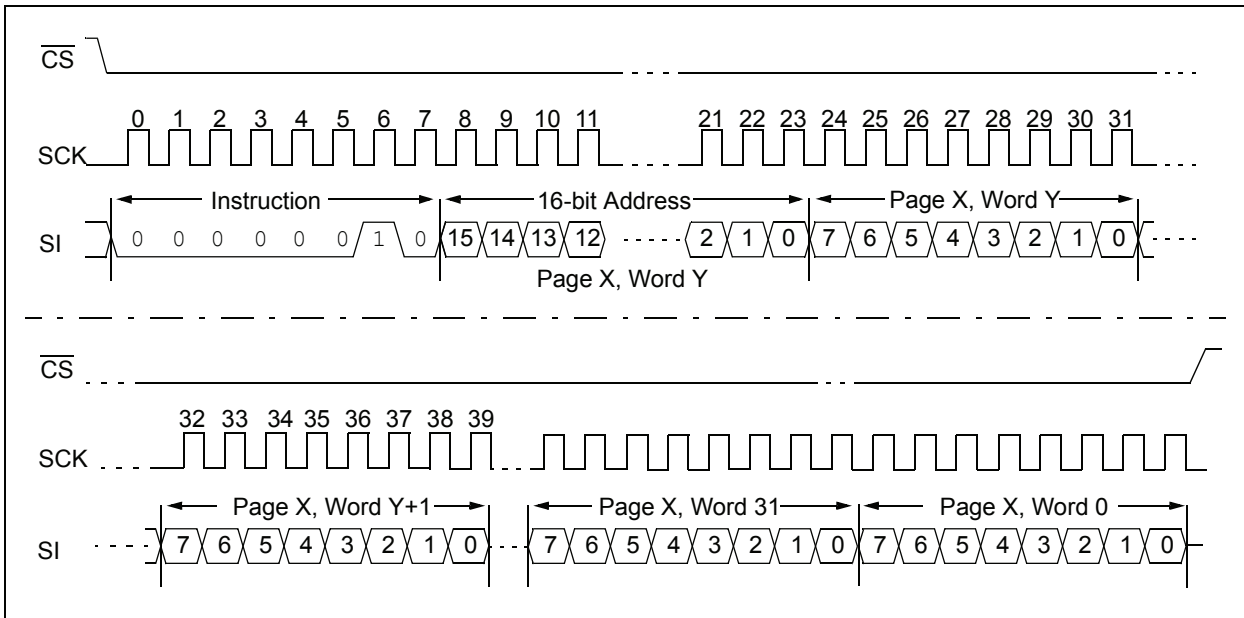 CS
0 1 2 3 4 5 6 7 8 9 10 11 21 22 23 24 25 26 27 28 29 30 31
SCK
Instruction 16-bit Address Page X, Word Y
SI 0 0 0 0 0 0 1 0 15 14 13 12 2 1 0 7 6 5 4 3 2 1 0
Page X, Word Y
CS
32 33 34 35 36 37 38 39
SCK
Page X, Word Y+1 Page X, Word 31 Page X, Word 0
SI 7 6 5 4 3 2 1 0 7 6 5 4 3 2 1 0 7 6 5 4 3 2 1 0